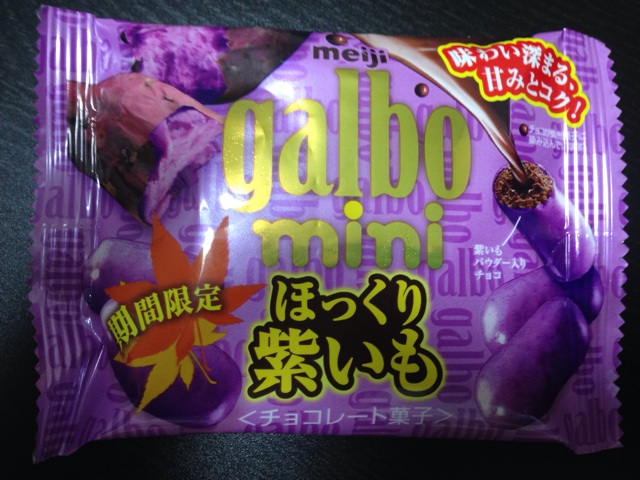 meiji
味わい深まる、
甘みとコク!
galbo
mini
紫いも
パウダー入り
チョコ
期間限定
ほっくり
紫いも
<チョコレート菓子>